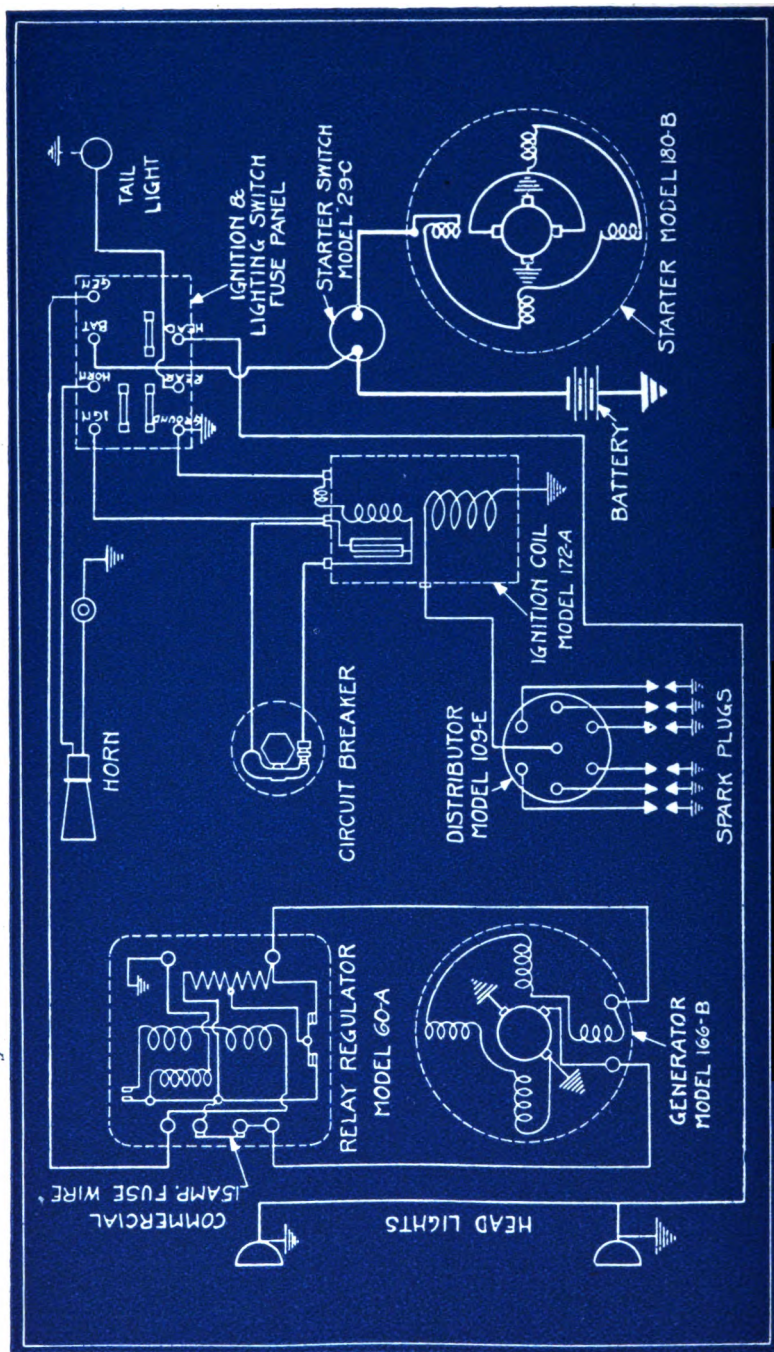 TAIL
LIGHT
IGNITION &
LIGHTING SWITCH
FUSE PANEL
GEN
BAT
HORN
IGN
HEAD
REAR
GROUND
STARTER SWITCH
MODEL 29-C
STARTER MODEL 180-B
BATTERY
IGNITION COIL
MODEL 172-A
HORN
CIRCUIT BREAKER
DISTRIBUTOR
MODEL 109-E
SPARK PLUGS
RELAY REGULATOR
MODEL 60-A
COMMERCIAL
15AMP. FUSE WIRE
GENERATOR
MODEL 166-B
HEAD LIGHTS